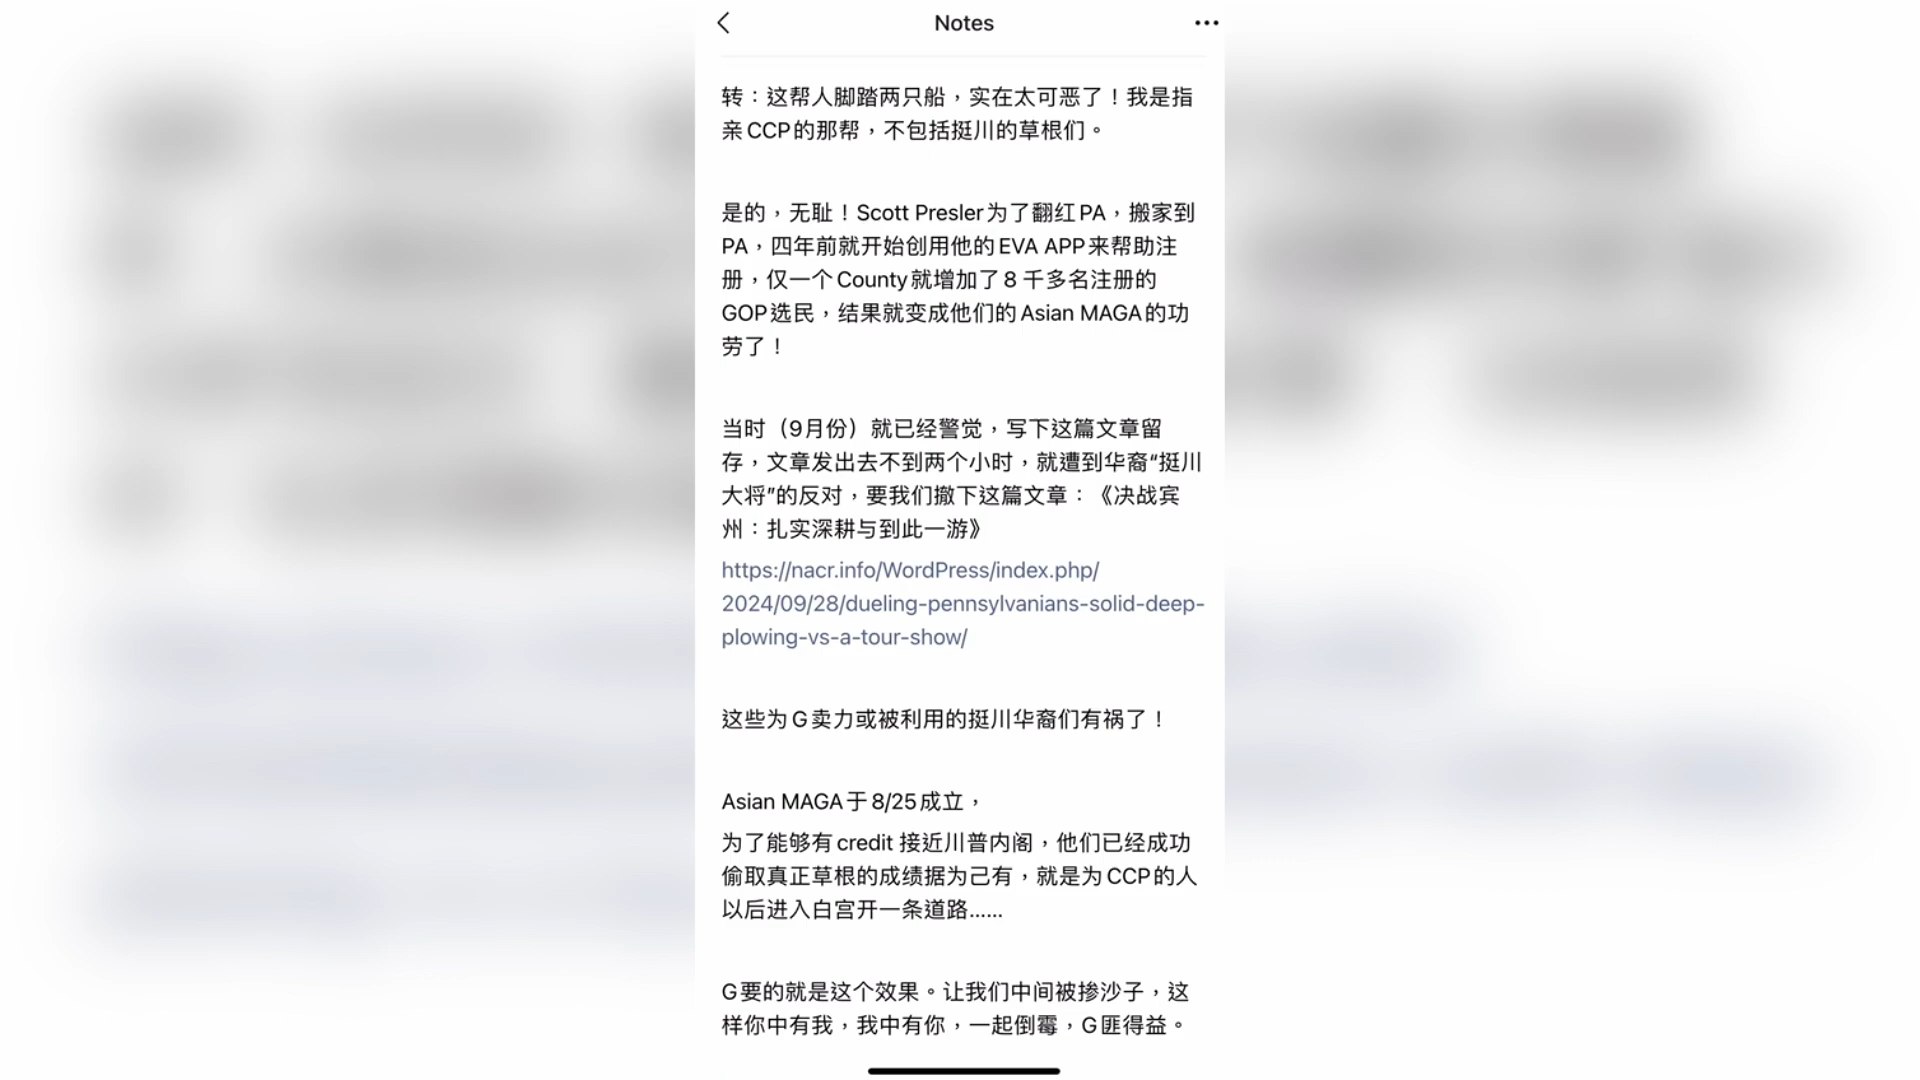 Notes
转：这帮人脚踏两只船，实在太可恶了！我是指
亲CCP的那帮，不包括挺川的草根们。
是的，无耻！Scott Presler为了翻红PA，搬家到
PA，四年前就开始创用他的EVA APP来帮助注
册，仅一个County就增加了8 千多名注册的
GOP选民，结果就变成他们的Asian MAGA的功
劳了！
当时（9月份）就已经警觉，写下这篇文章留
存，文章发出去不到两个小时，就遭到华裔“挺川
大将”的反对，要我们撤下这篇文章：《决战宾
州：扎实深耕与到此一游》
https://nacr.info/WordPress/index.php/
2024/09/28/dueling-pennsylvanians-solid-deep-
plowing-vs-a-tour-show/
这些为G卖力或被利用的挺川华裔们有祸了！
Asian MAGA于8/25成立，
为了能够有credit 接近川普内阁，他们已经成功
偷取真正草根的成绩据为己有，就是为CCP的人
以后进入白宫开一条道路......
G要的就是这个效果。让我们中间被掺沙子，这
样你中有我，我中有你，一起倒霉，G匪得益。